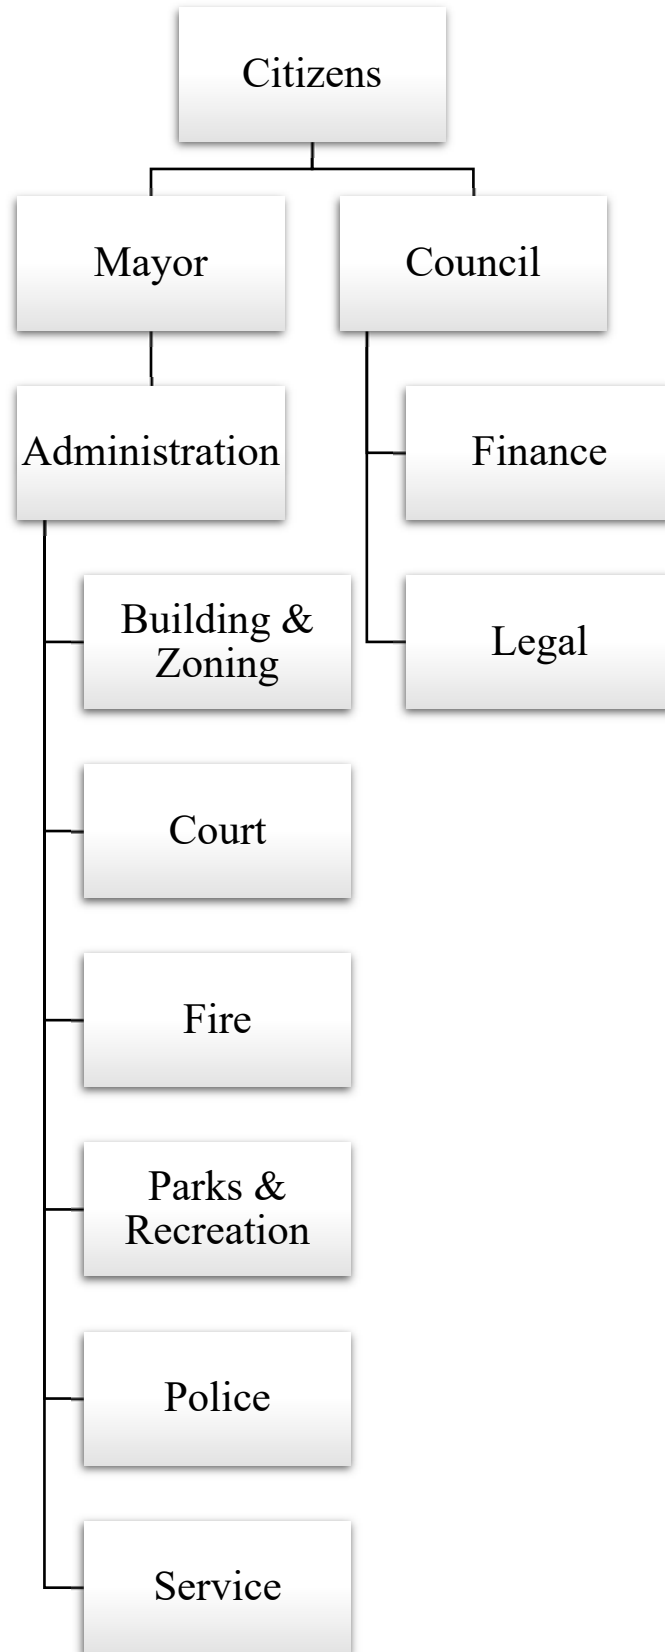 Citizens
Mayor
Council
Administration
Finance
Building &
Zoning
Legal
Court
Fire
Parks &
Recreation
Police
Service